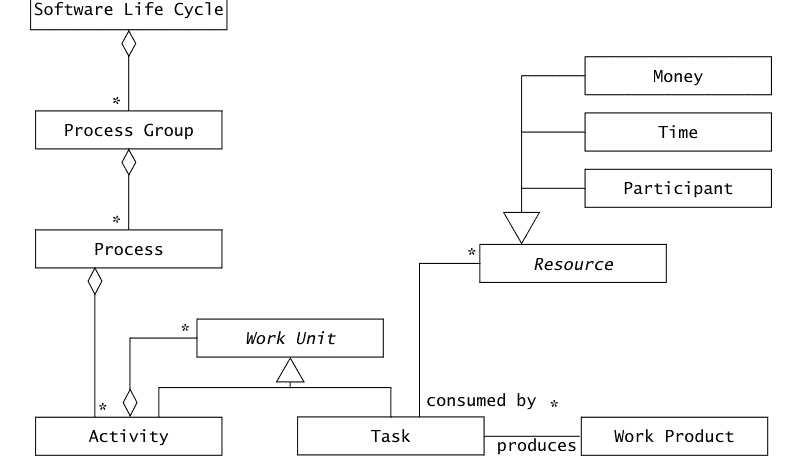 Software Life Cycle
*
Process Group
*
Process
*
Activity
*
Work Unit
Task
Money
Time
Participant
*
Resource
consumed by *
produces
Work Product